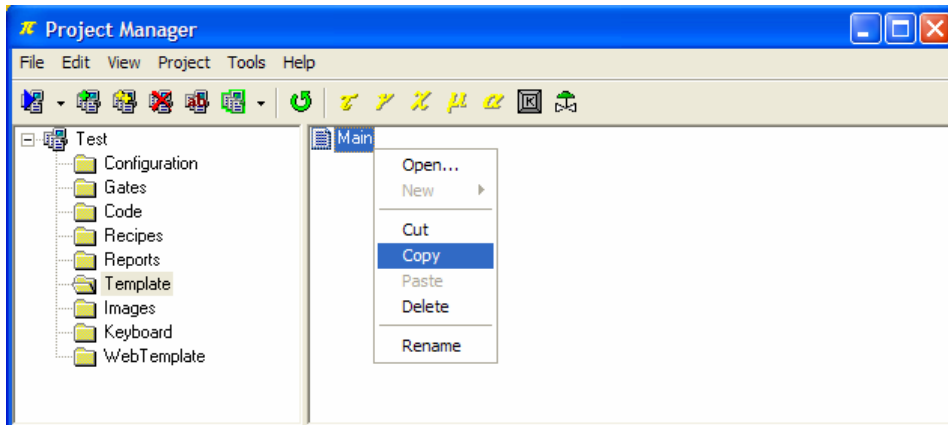 Project Manager
File Edit View Project Tools Help
τ γ χ μ α K
Test
Configuration
Gates
Code
Recipes
Reports
Template
Images
Keyboard
WebTemplate
Main
Open...
New
Cut
Copy
Paste
Delete
Rename